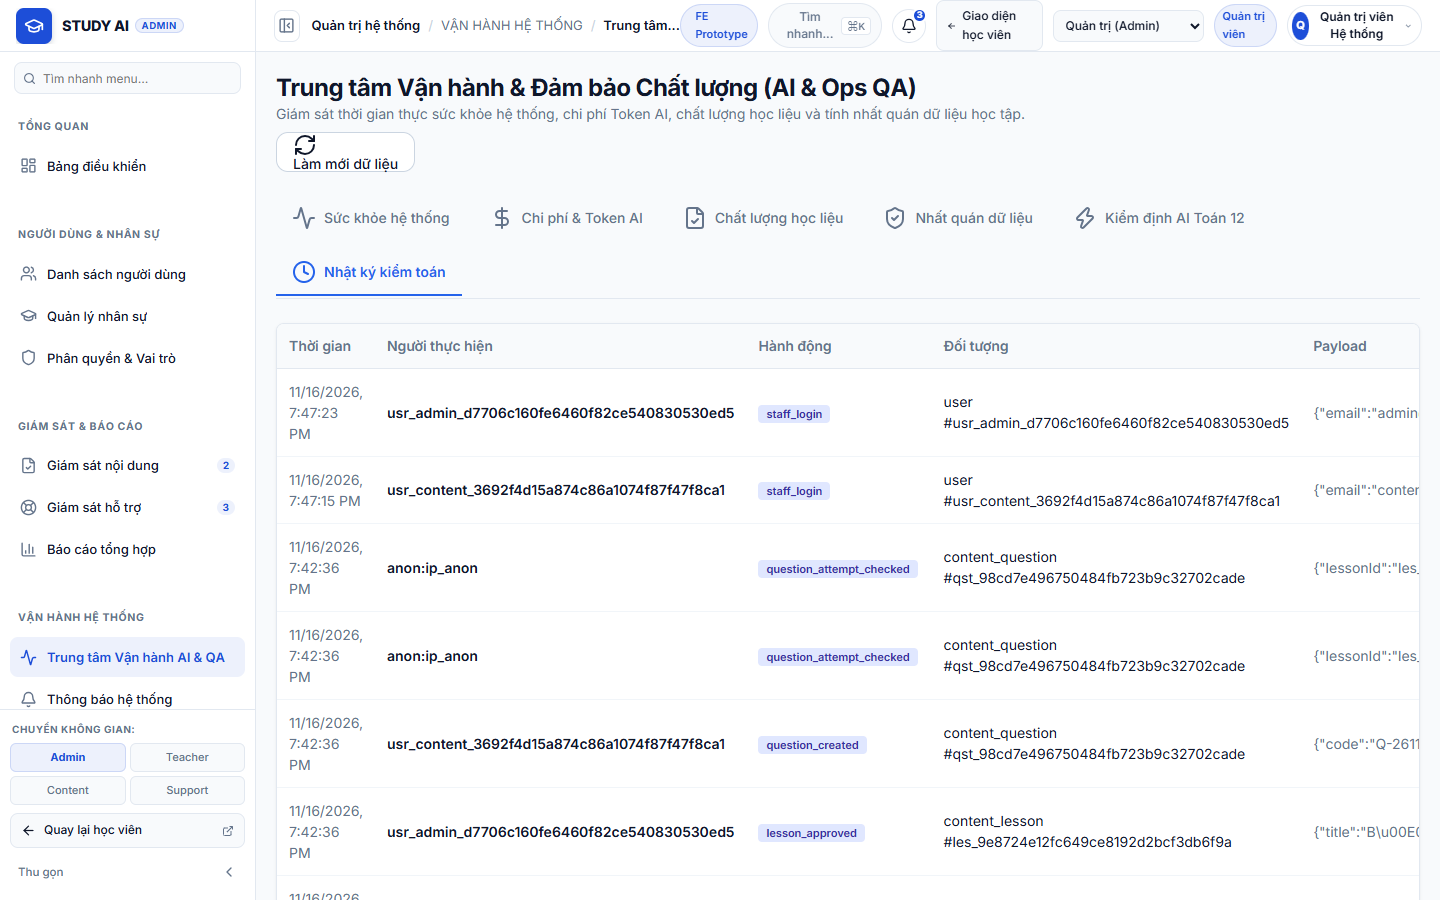 STUDY AI ADMIN
Tìm nhanh menu...
TỔNG QUAN
Bảng điều khiển
NGƯỜI DÙNG & NHÂN SỰ
Danh sách người dùng
Quản lý nhân sự
Phân quyền & Vai trò
GIÁM SÁT & BÁO CÁO
Giám sát nội dung 2
Giám sát hỗ trợ 3
Báo cáo tổng hợp
VẬN HÀNH HỆ THỐNG
Trung tâm Vận hành AI & QA
Thông báo hệ thống
CHUYỂN KHÔNG GIAN:
Admin Teacher
Content Support
Quay lại học viên
Thu gọn
Quản trị hệ thống / VẬN HÀNH HỆ THỐNG / Trung tâm...
FE
Prototype
Tìm
nhanh...
⌘K
3
← Giao diện
học viên
Quản trị (Admin)
Quản trị
viên
Q
Quản trị viên
Hệ thống
Trung tâm Vận hành & Đảm bảo Chất lượng (AI & Ops QA)
Giám sát thời gian thực sức khỏe hệ thống, chi phí Token AI, chất lượng học liệu và tính nhất quán dữ liệu học tập.
Làm mới dữ liệu
Sức khỏe hệ thống Chi phí & Token AI Chất lượng học liệu Nhất quán dữ liệu Kiểm định AI Toán 12
Nhật ký kiểm toán
Thời gian Người thực hiện Hành động Đối tượng Payload
11/16/2026,
7:47:23
PM
usr_admin_d7706c160fe6460f82ce540830530ed5
staff_login
user
#usr_admin_d7706c160fe6460f82ce540830530ed5
{"email":"admin
11/16/2026,
7:47:15 PM
usr_content_3692f4d15a874c86a1074f87f47f8ca1
staff_login
user
#usr_content_3692f4d15a874c86a1074f87f47f8ca1
{"email":"conter
11/16/2026,
7:42:36
PM
anon:ip_anon
question_attempt_checked
content_question
#qst_98cd7e496750484fb723b9c32702cade
{"lessonId":"les_
11/16/2026,
7:42:36
PM
anon:ip_anon
question_attempt_checked
content_question
#qst_98cd7e496750484fb723b9c32702cade
{"lessonId":"les_
11/16/2026,
7:42:36
PM
usr_content_3692f4d15a874c86a1074f87f47f8ca1
question_created
content_question
#qst_98cd7e496750484fb723b9c32702cade
{"code":"Q-2611
11/16/2026,
7:42:36
PM
usr_admin_d7706c160fe6460f82ce540830530ed5
lesson_approved
content_lesson
#les_9e8724e12fc649ce8192d2bcf3db6f9a
{"title":"B\u00E0
11/16/2026